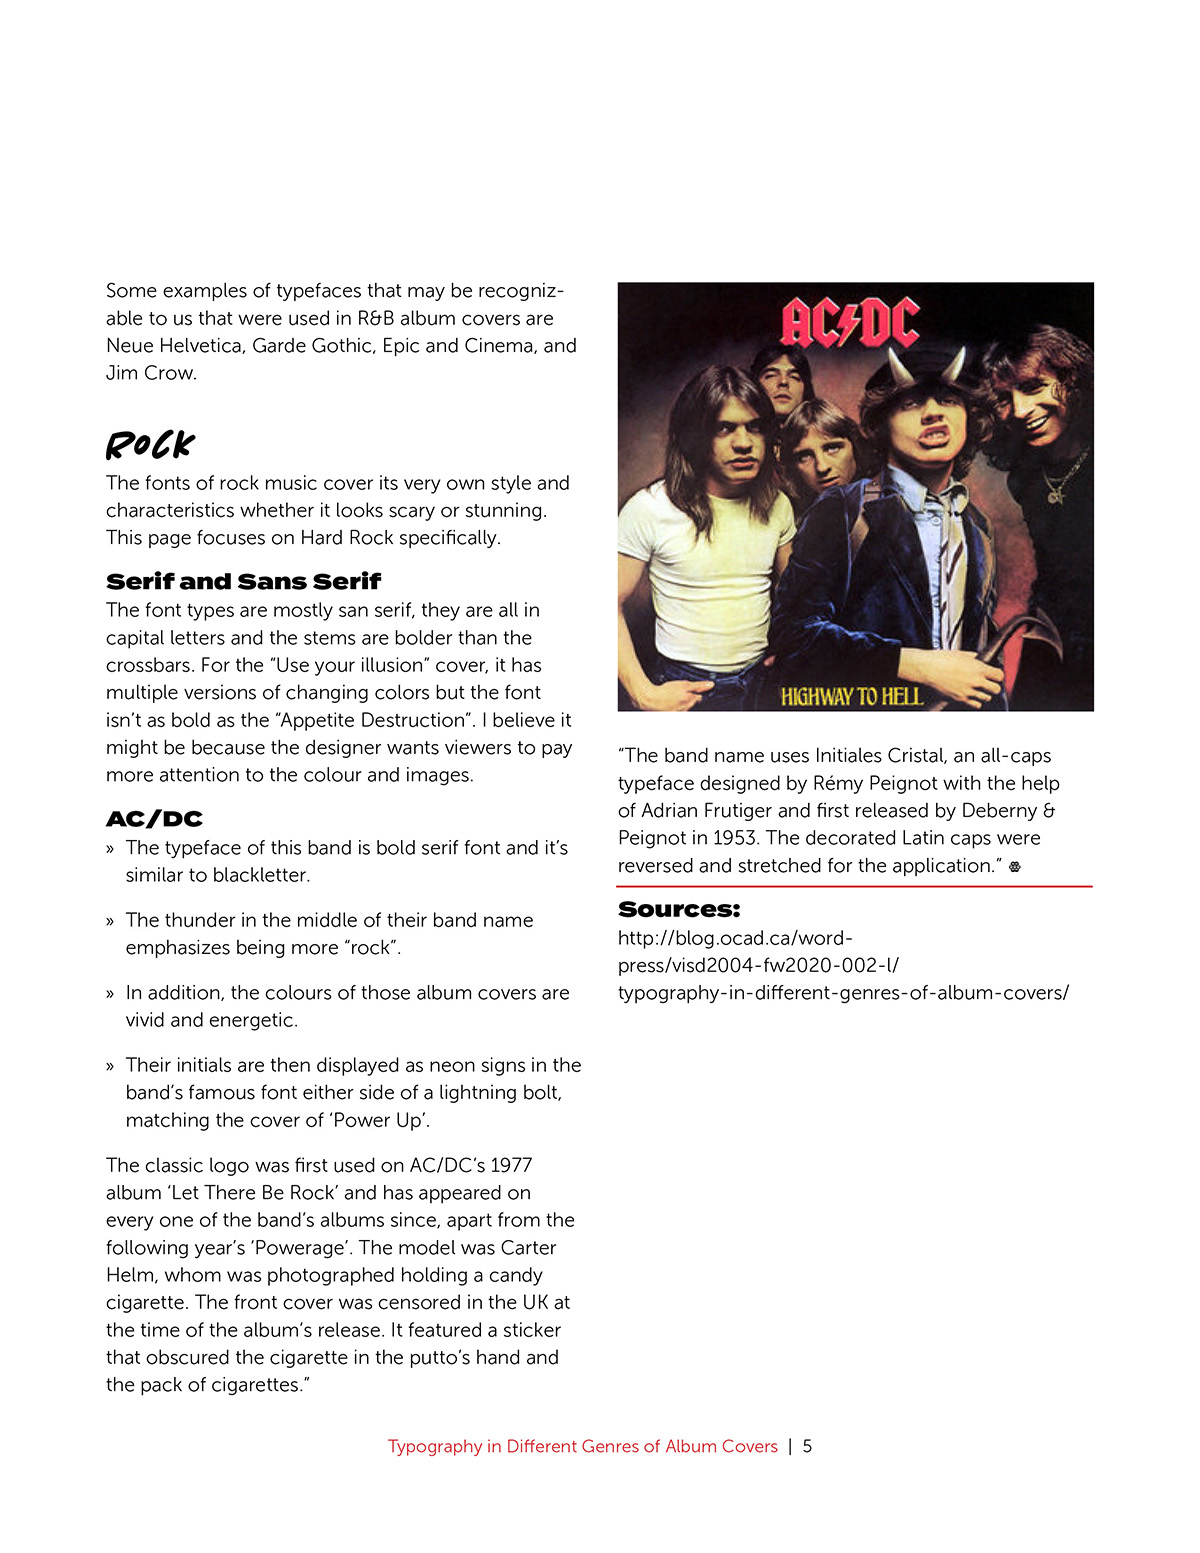 Some examples of typefaces that may be recogniz-
able to us that were used in R&B album covers are
Neue Helvetica, Garde Gothic, Epic and Cinema, and
Jim Crow.
ROCK
The fonts of rock music cover its very own style and
characteristics whether it looks scary or stunning.
This page focuses on Hard Rock specifically.
Serif and Sans Serif
The font types are mostly san serif, they are all in
capital letters and the stems are bolder than the
crossbars. For the “Use your illusion” cover, it has
multiple versions of changing colors but the font
isn’t as bold as the “Appetite Destruction”. I believe it
might be because the designer wants viewers to pay
more attention to the colour and images.
AC/DC
» The typeface of this band is bold serif font and it’s
similar to blackletter.
» The thunder in the middle of their band name
emphasizes being more “rock”.
» In addition, the colours of those album covers are
vivid and energetic.
» Their initials are then displayed as neon signs in the
band’s famous font either side of a lightning bolt,
matching the cover of ‘Power Up’.
The classic logo was first used on AC/DC’s 1977
album ‘Let There Be Rock’ and has appeared on
every one of the band’s albums since, apart from the
following year’s ‘Powerage’. The model was Carter
Helm, whom was photographed holding a candy
cigarette. The front cover was censored in the UK at
the time of the album’s release. It featured a sticker
that obscured the cigarette in the putto’s hand and
the pack of cigarettes.”
AC⚡DC
HIGHWAY TO HELL
“The band name uses Initiales Cristal, an all-caps
typeface designed by Rémy Peignot with the help
of Adrian Frutiger and first released by Deberny &
Peignot in 1953. The decorated Latin caps were
reversed and stretched for the application.”
Sources:
http://blog.ocad.ca/word-
press/visd2004-fw2020-002-l/
typography-in-different-genres-of-album-covers/
Typography in Different Genres of Album Covers | 5